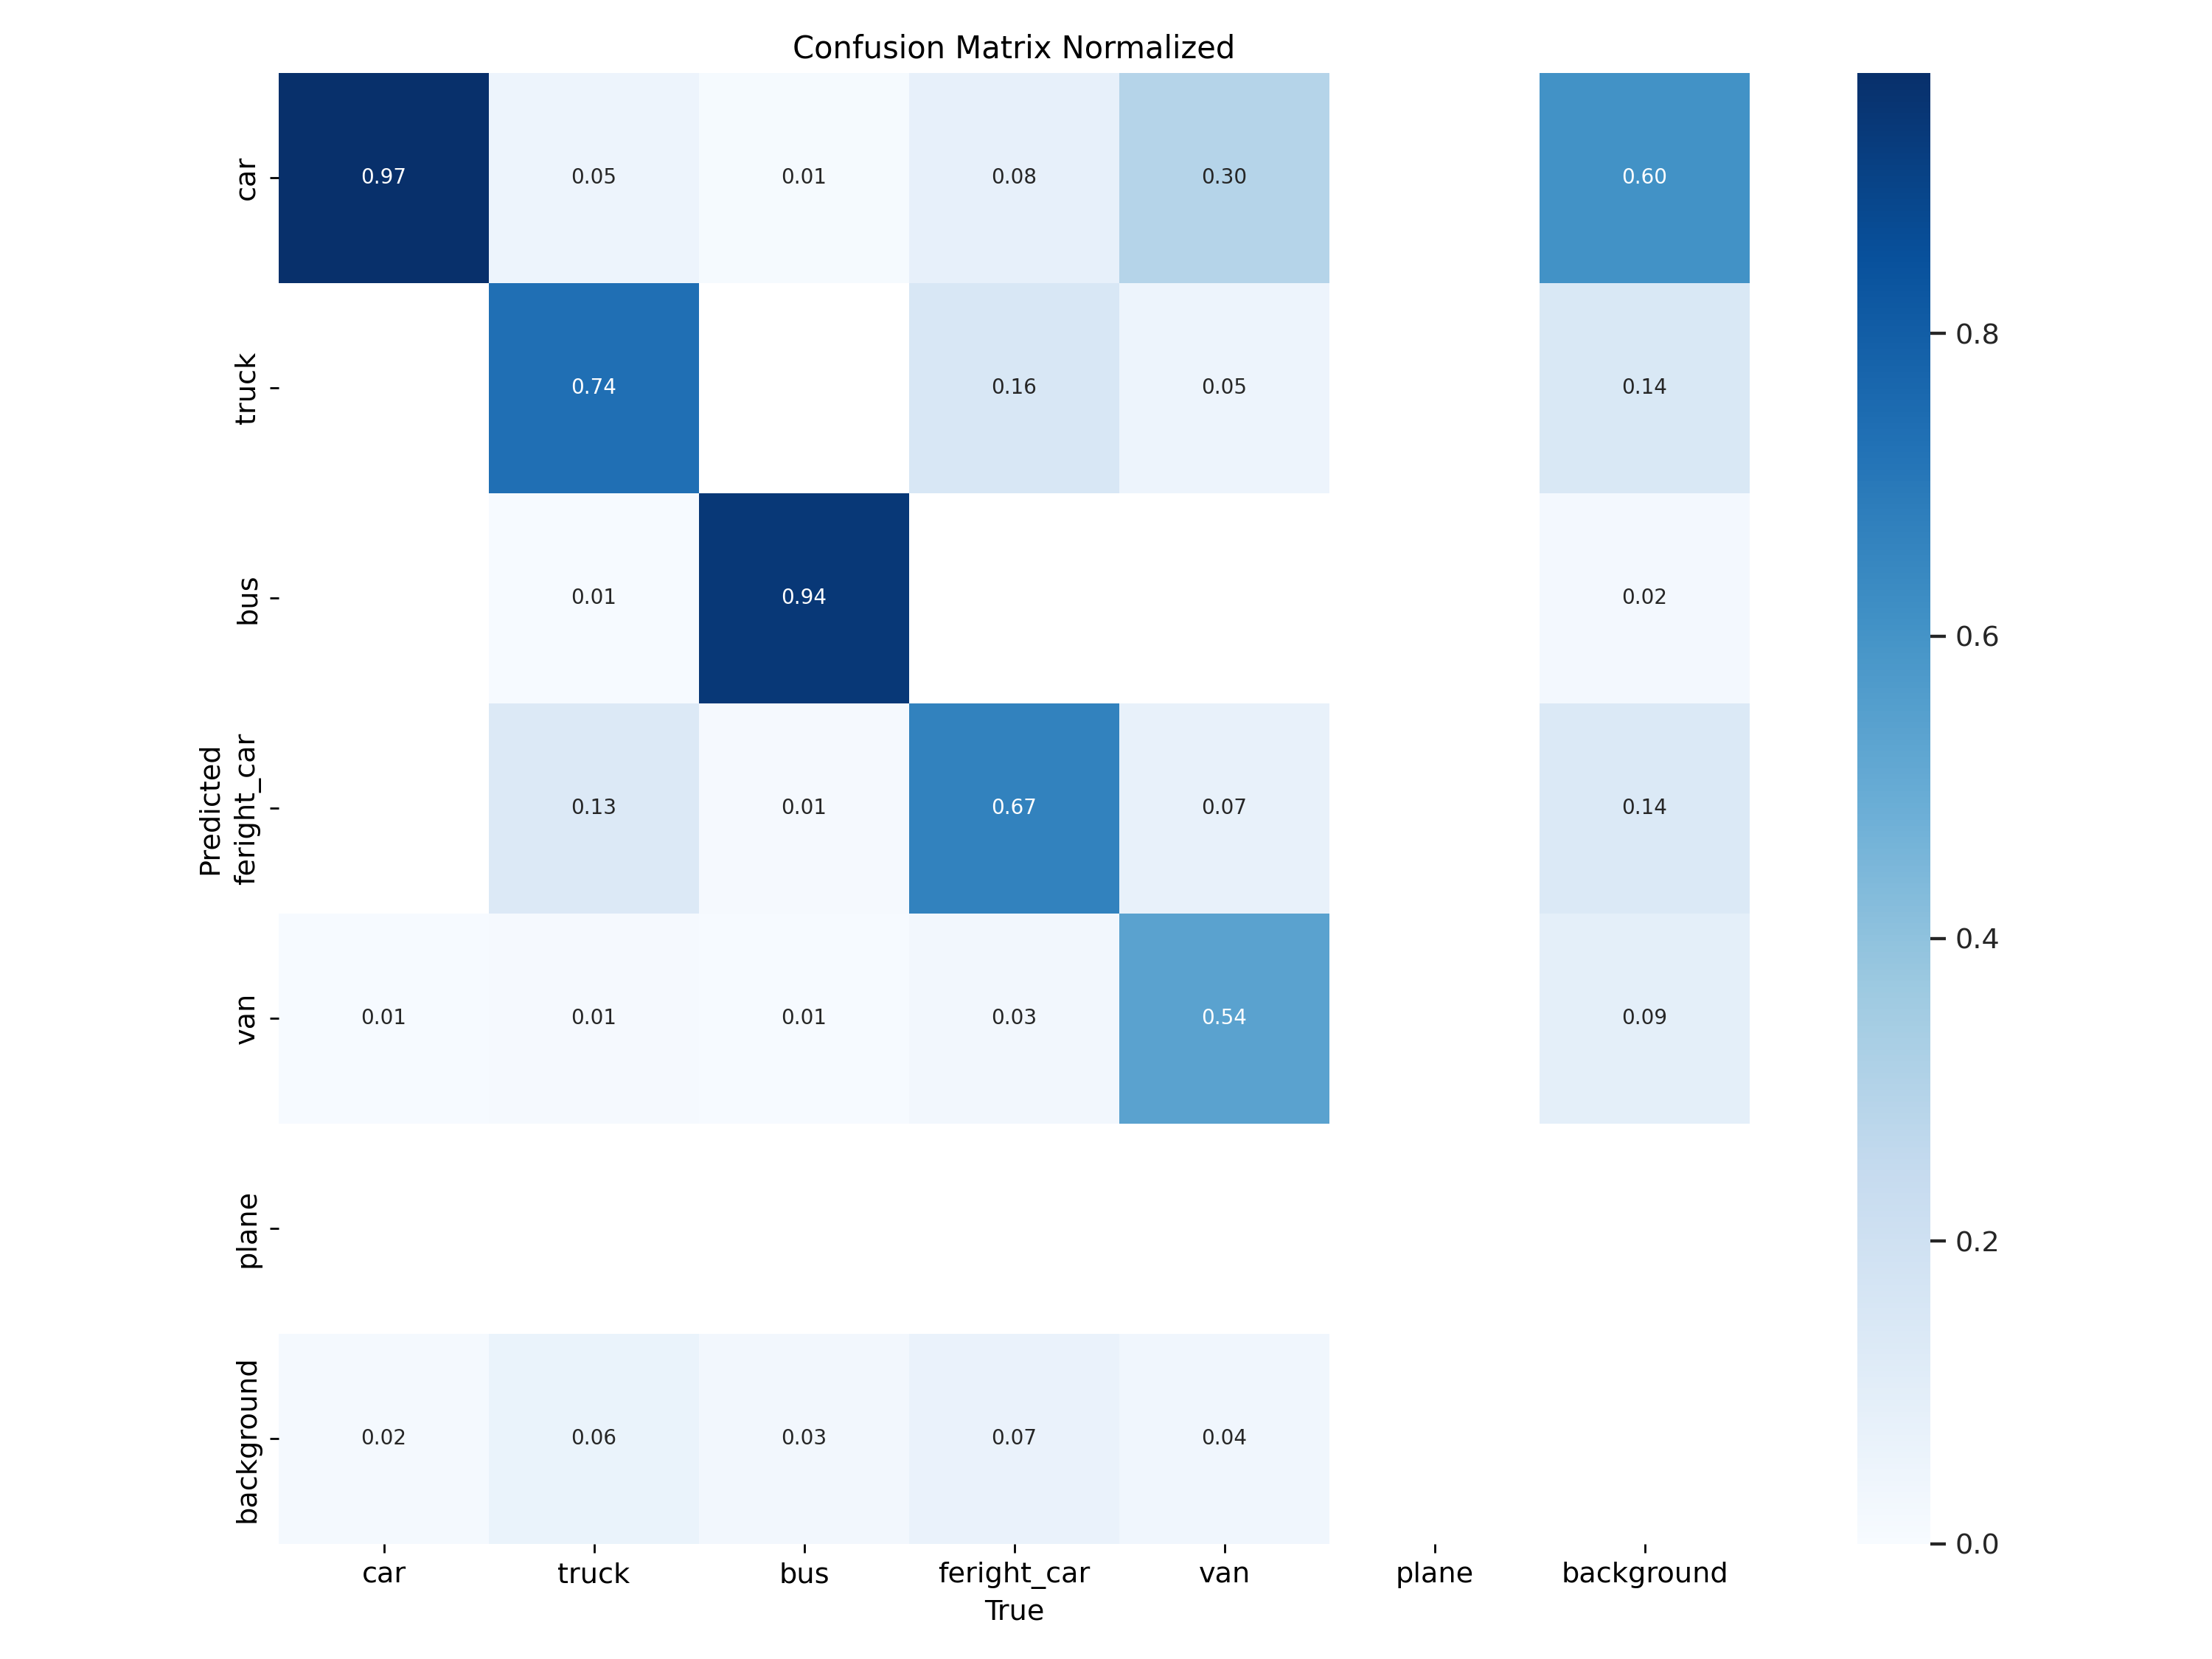 Confusion Matrix Normalized
car
0.97 0.05 0.01 0.08 0.30 0.60
truck
0.74 0.16 0.05 0.14
bus
0.01 0.94 0.02
Predicted
feright_car
0.13 0.01 0.67 0.07 0.14
van
0.01 0.01 0.01 0.03 0.54 0.09
plane
background
0.02 0.06 0.03 0.07 0.04
car truck bus feright_car van plane background
True
0.8
0.6
0.4
0.2
0.0